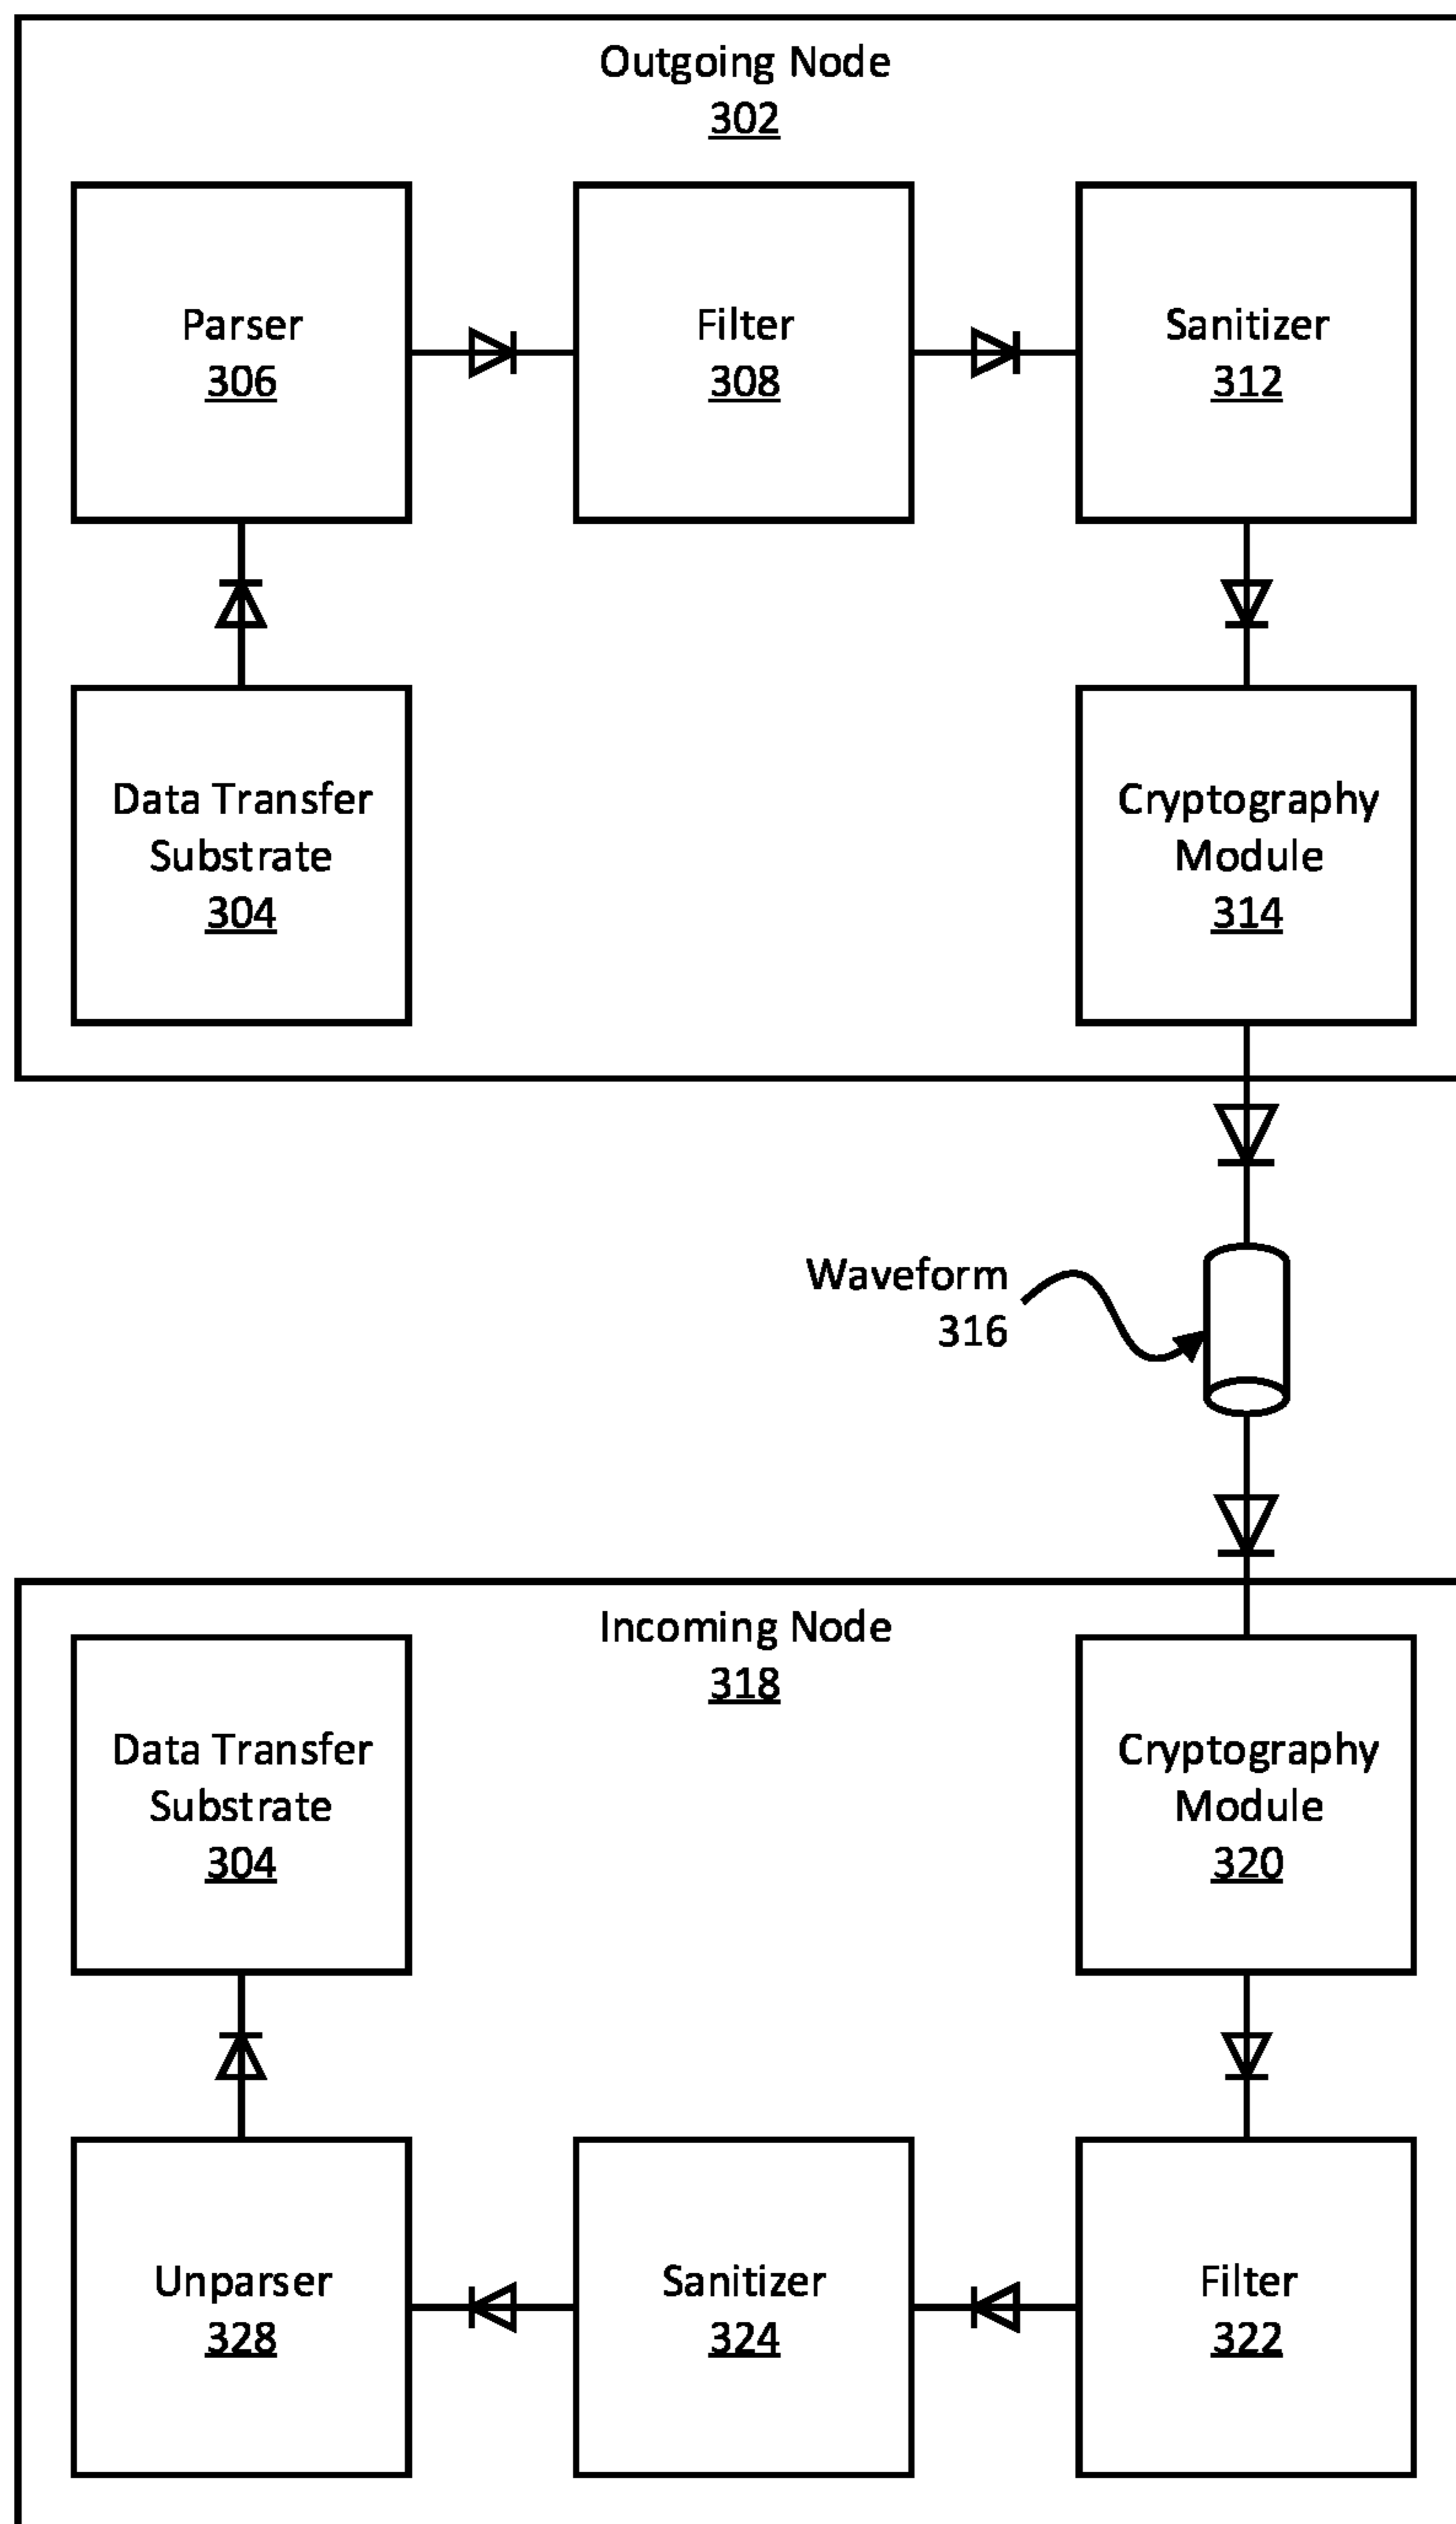 Outgoing Node
302
Parser
306
Filter
308
Sanitizer
312
Data Transfer
Substrate
304
Cryptography
Module
314
Waveform
316
Incoming Node
318
Data Transfer
Substrate
304
Cryptography
Module
320
Unparser
328
Sanitizer
324
Filter
322